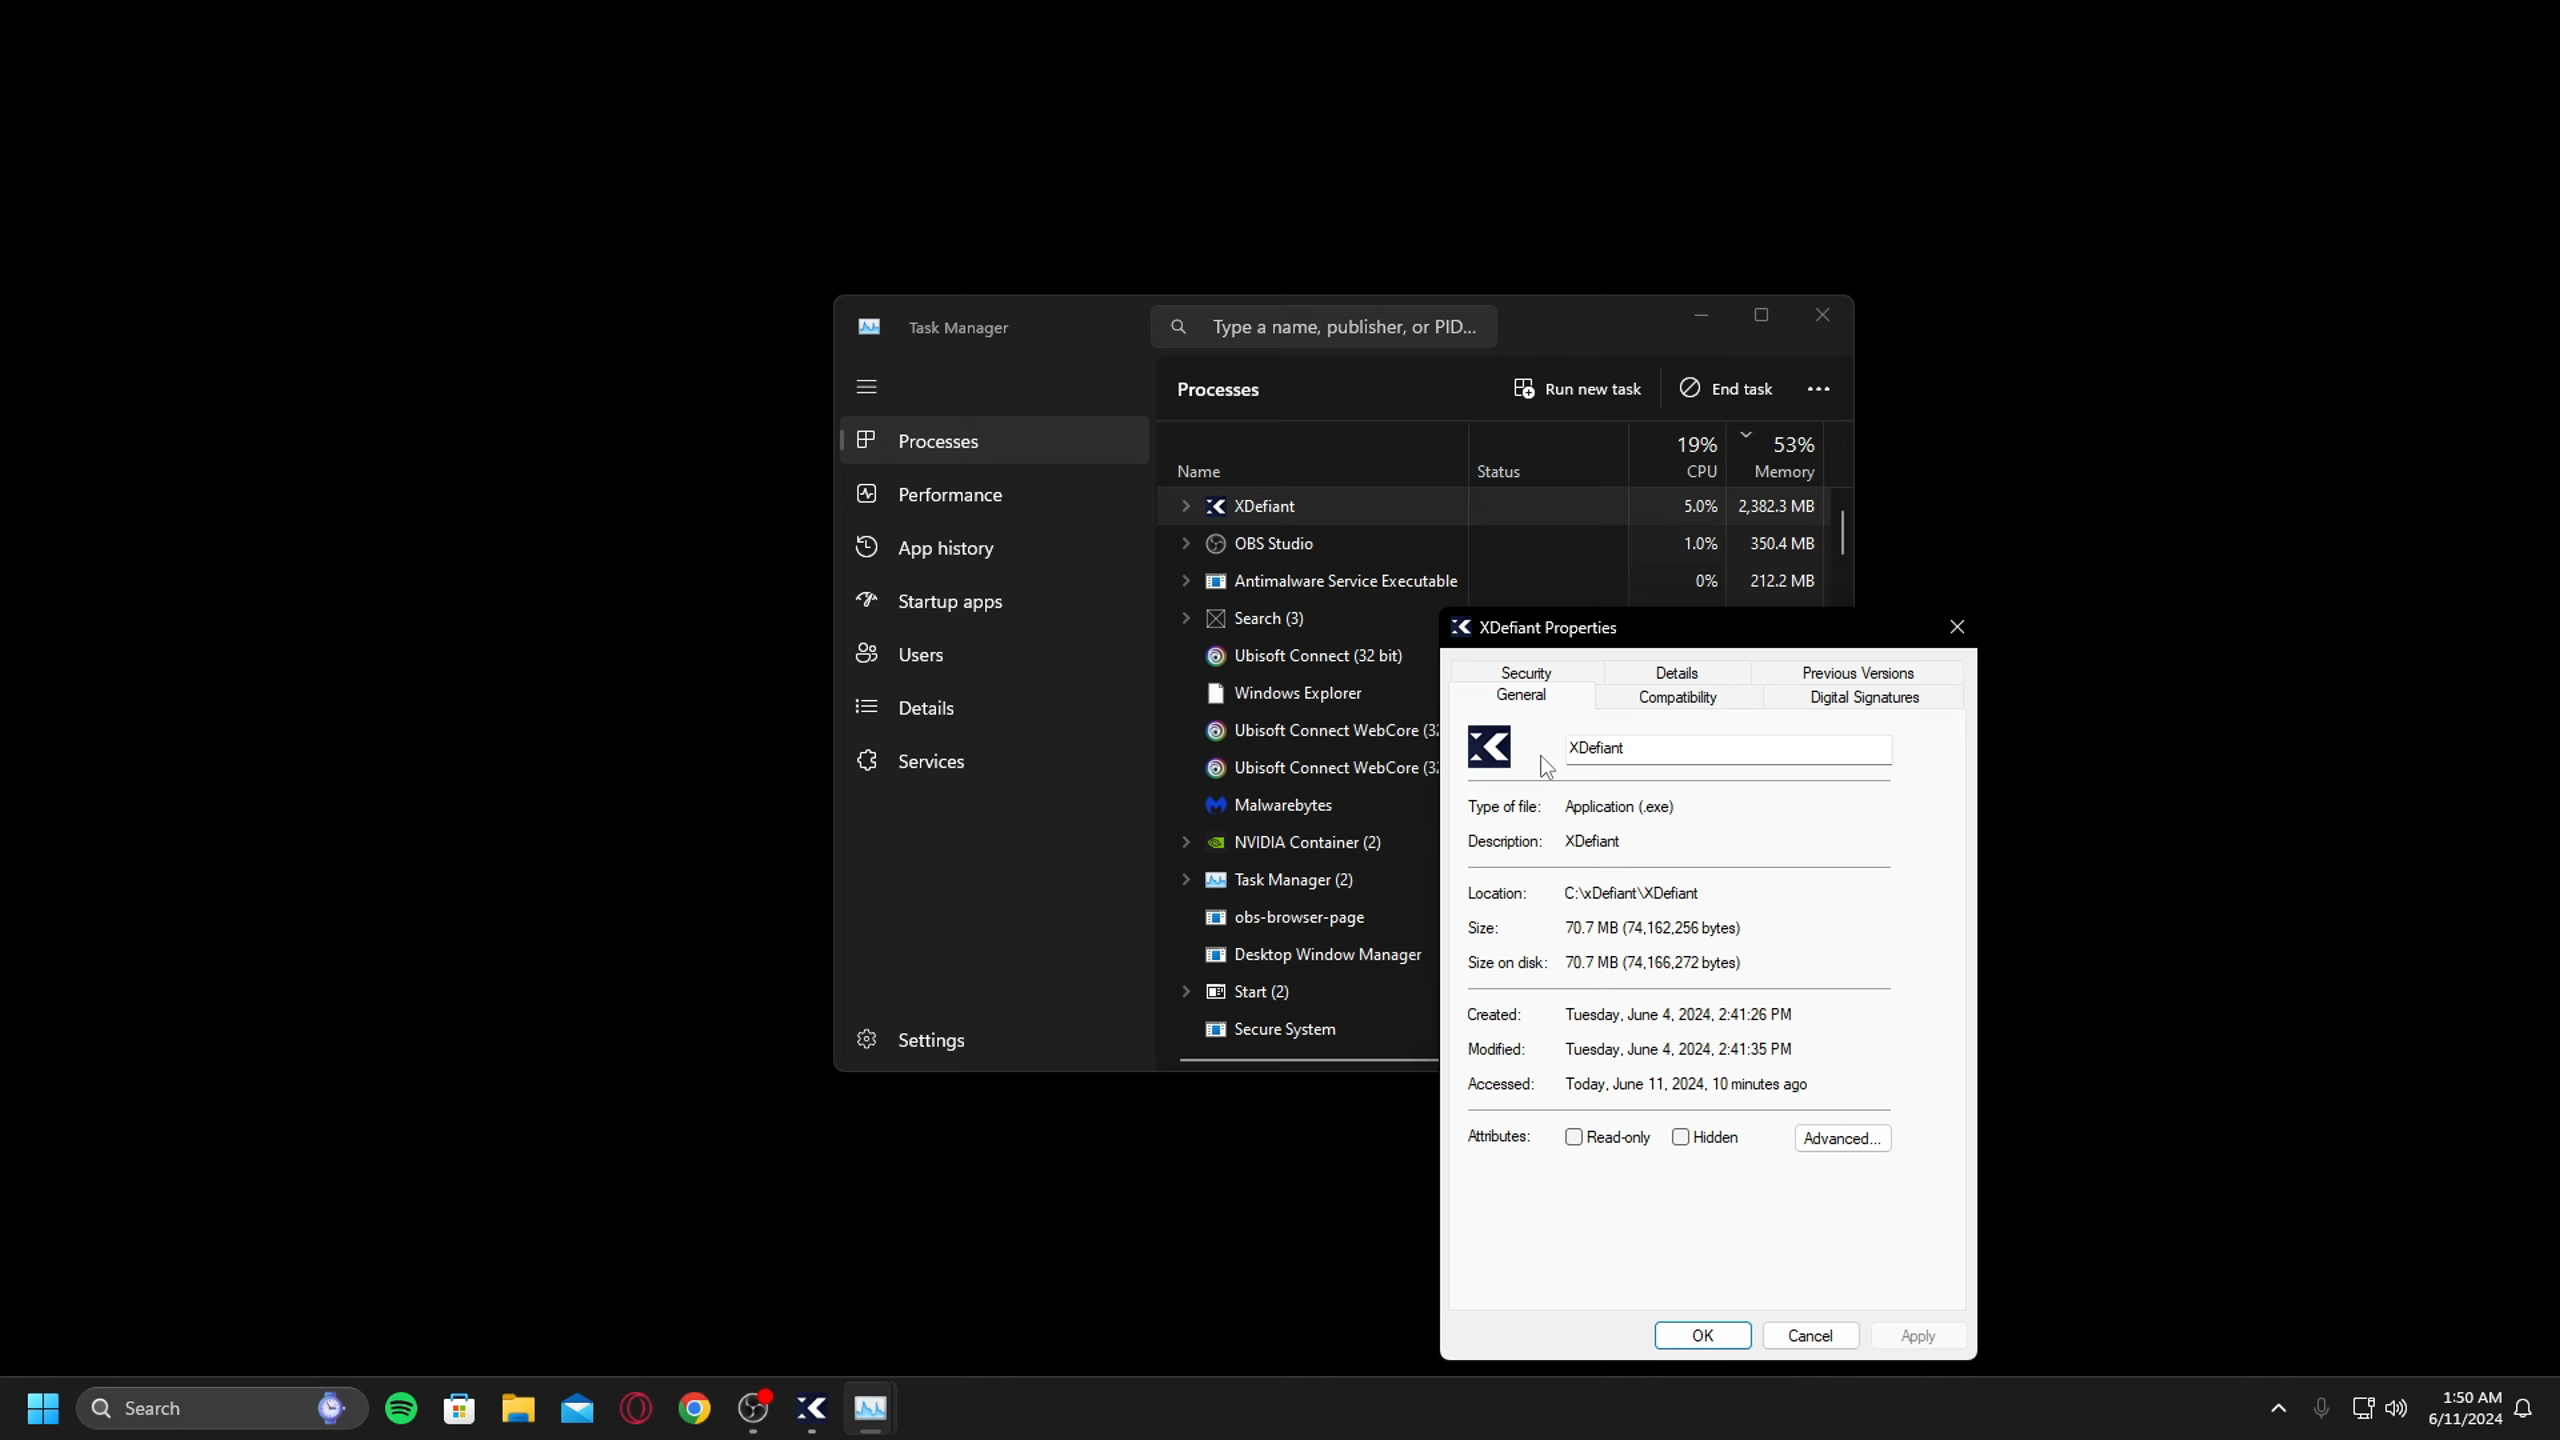 Task Manager
Type a name, publisher, or PID...
Processes
Run new task
End task
Processes
Performance
App history
Startup apps
Users
Details
Services
Settings
19%
53%
Name
Status
CPU
Memory
XDefiant 5.0% 2,382.3 MB
OBS Studio 1.0% 350.4 MB
Antimalware Service Executable 0% 212.2 MB
Search (3)
Ubisoft Connect (32 bit)
Windows Explorer
Ubisoft Connect WebCore (32
Ubisoft Connect WebCore (32
Malwarebytes
NVIDIA Container (2)
Task Manager (2)
obs-browser-page
Desktop Window Manager
Start (2)
Secure System
XDefiant Properties
Security Details Previous Versions
General Compatibility Digital Signatures
XDefiant
Type of file: Application (.exe)
Description: XDefiant
Location: C:\xDefiant\XDefiant
Size: 70.7 MB (74,162,256 bytes)
Size on disk: 70.7 MB (74,166,272 bytes)
Created: Tuesday, June 4, 2024, 2:41:26 PM
Modified: Tuesday, June 4, 2024, 2:41:35 PM
Accessed: Today, June 11, 2024, 10 minutes ago
Attributes: Read-only Hidden Advanced...
OK Cancel Apply
Search
1:50 AM
6/11/2024